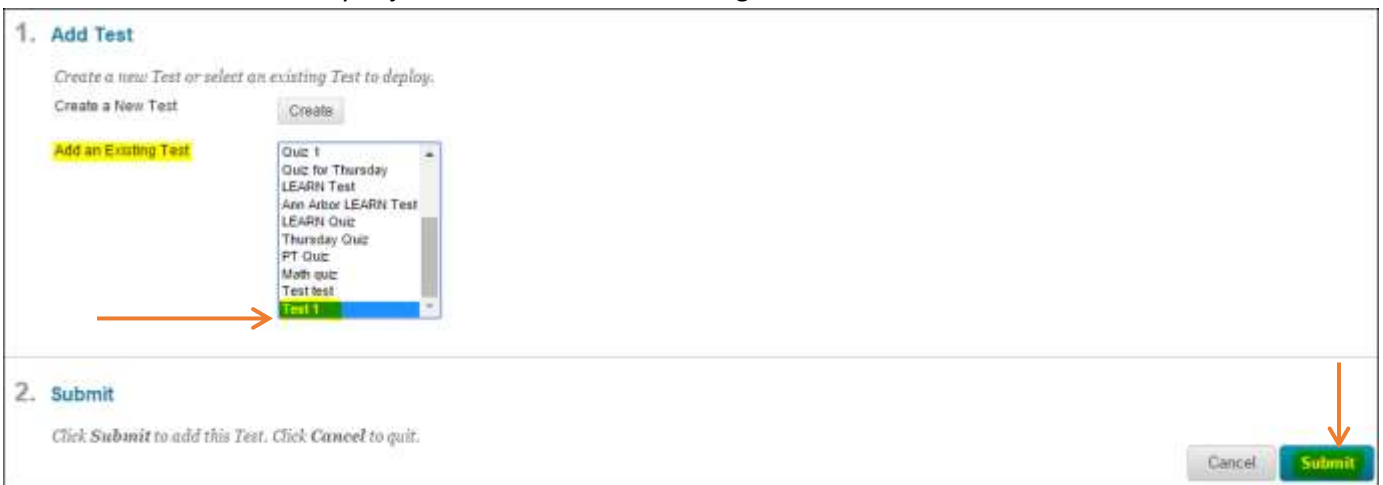 1. Add Test
Create a new Test or select an existing Test to deploy.
Create a New Test Create
Add an Existing Test
Quiz 1
Quiz for Thursday
LEARN Test
Ann Arbor LEARN Test
LEARN Quiz
Thursday Quiz
PT Quiz
Math quiz
Test test
Test 1
2. Submit
Click Submit to add this Test. Click Cancel to quit.
Cancel Submit